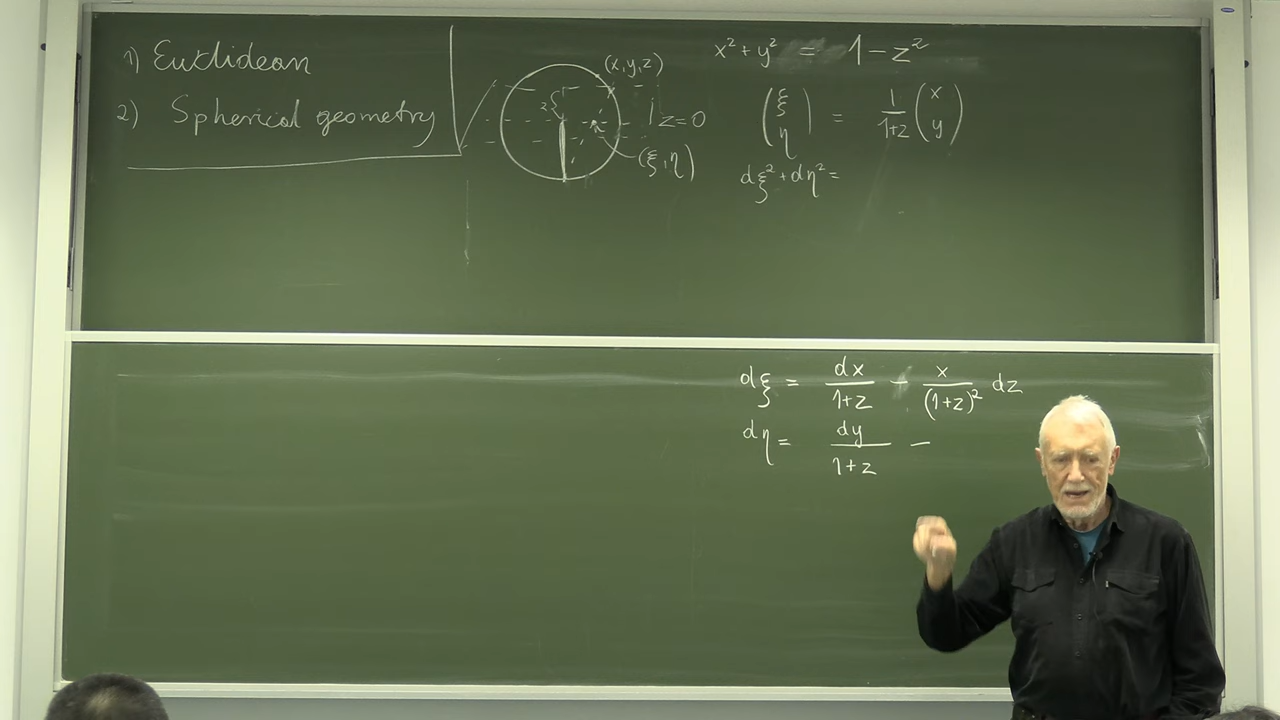 1) Euclidean
2) Spherical geometry
(x,y,z)
z=0
(ξ,η)
x² + y² = 1-z²
(ξ η) = 1/(1+z) (x y)
dξ² + dη² =
dξ = dx/(1+z) - x/(1+z)² dz
dη = dy/(1+z) -